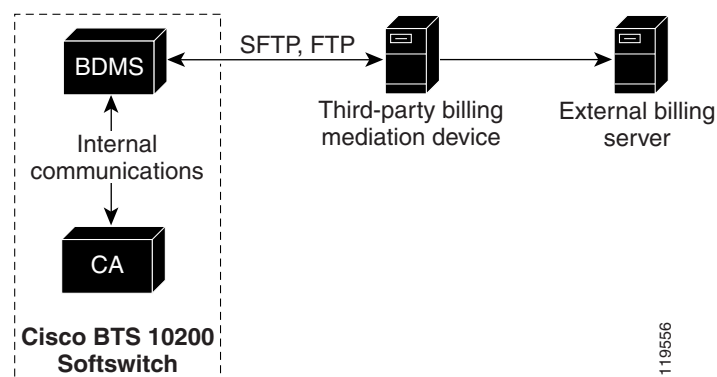 BDMS
SFTP, FTP
Third-party billing
mediation device
External billing
server
Internal
communications
CA
Cisco BTS 10200
Softswitch
119556